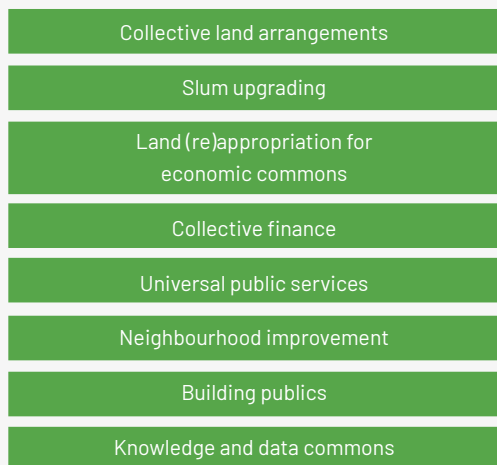 Collective land arrangements
Slum upgrading
Land (re)appropriation for
economic commons
Collective finance
Universal public services
Neighbourhood improvement
Building publics
Knowledge and data commons